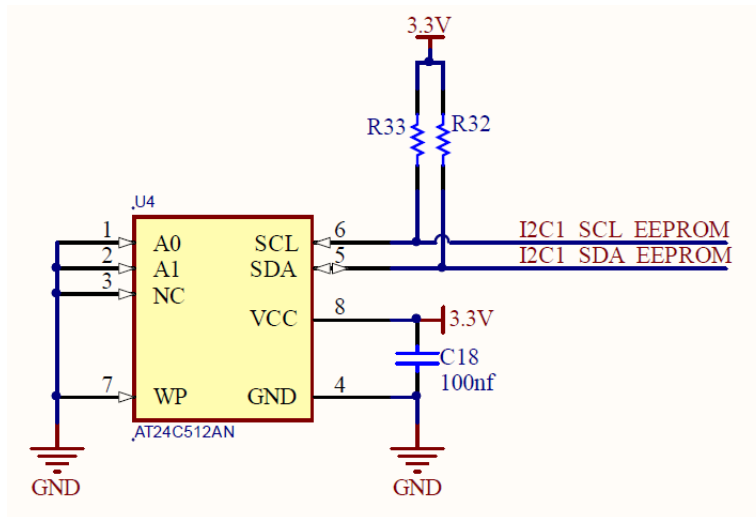 3.3V
R33
R32
U4
1
A0
SCL
6
I2C1_SCL_EEPROM
2
A1
SDA
5
I2C1_SDA_EEPROM
3
NC
VCC
8
3.3V
C18
100nf
7
WP
GND
4
AT24C512AN
GND
GND